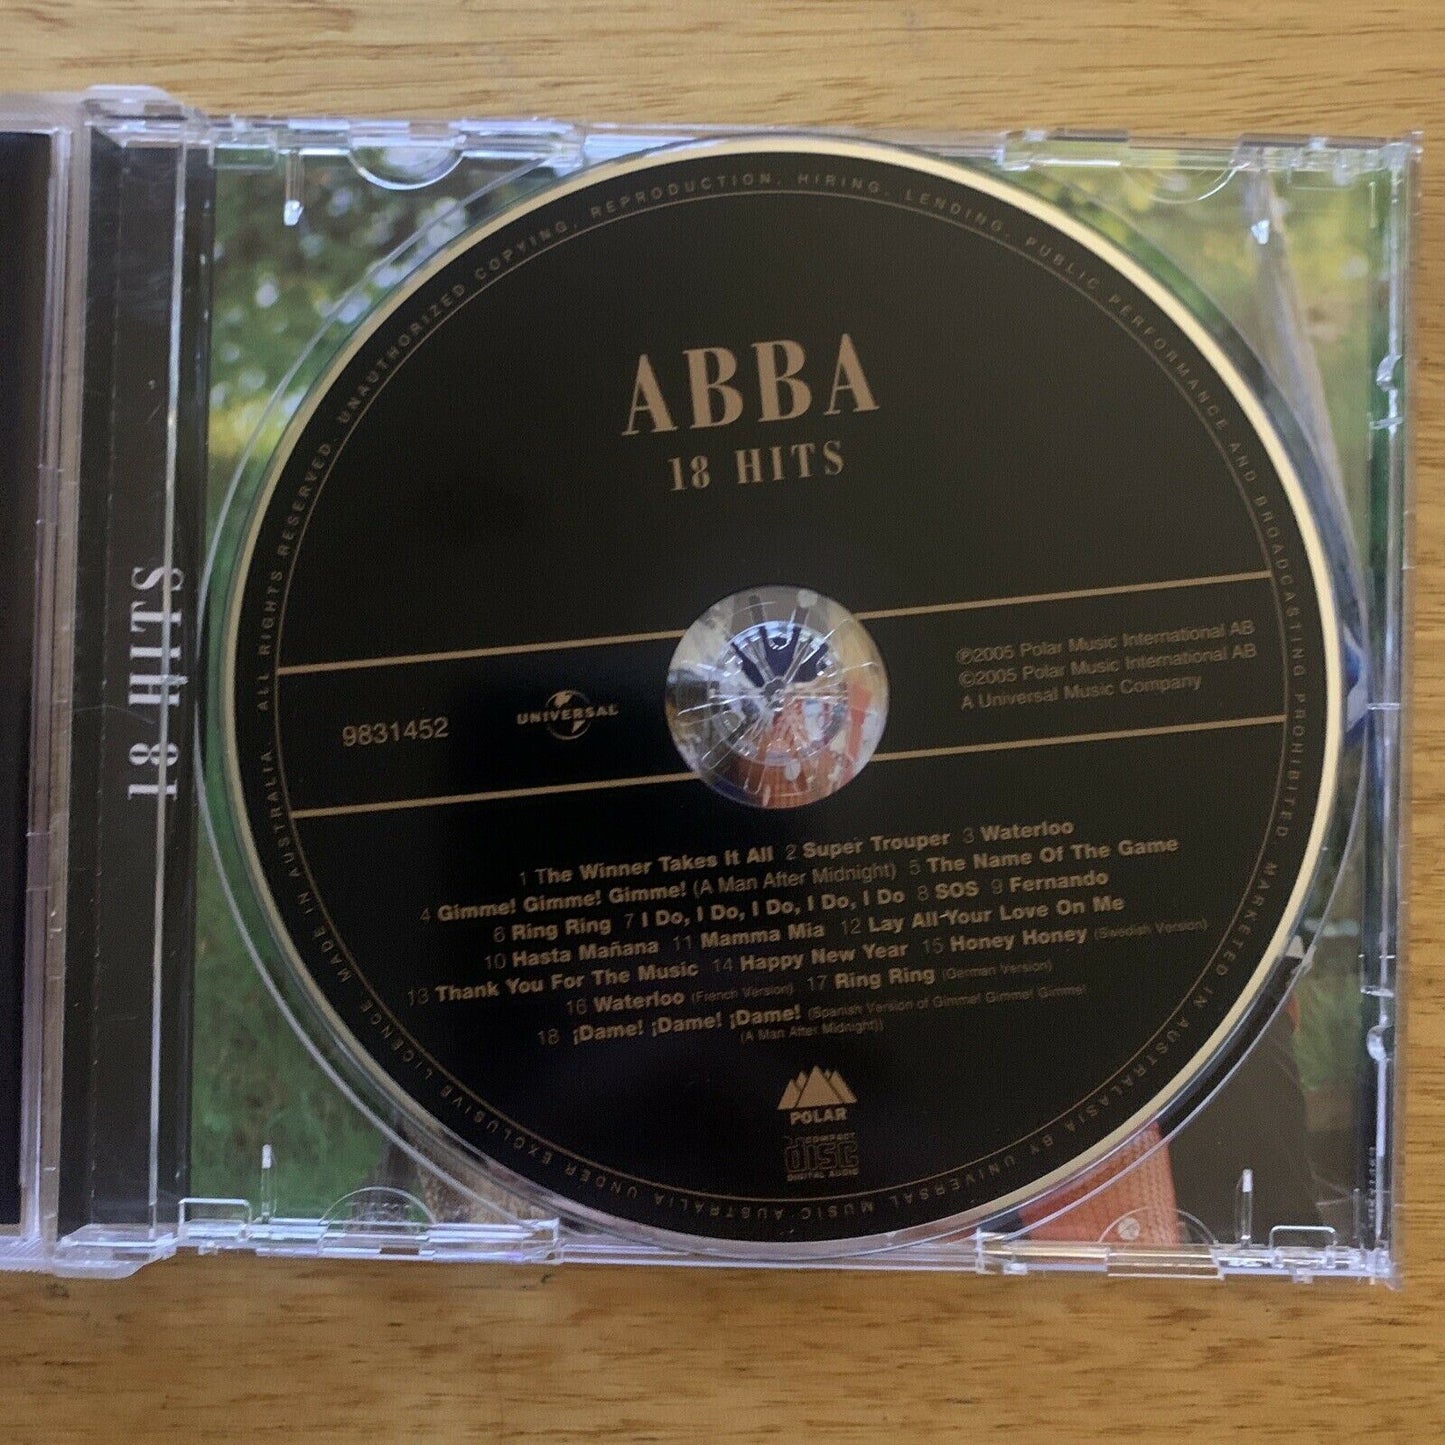 18 HITS
ALL RIGHTS RESERVED. UNAUTHORIZED COPYING, REPRODUCTION, HIRING, LENDING, PUBLIC PERFORMANCE AND BROADCASTING PROHIBITED. MARKETED IN AUSTRALASIA BY UNIVERSAL MUSIC AUSTRALIA UNDER EXCLUSIVE LICENCE. MADE IN AUSTRALIA.
ABBA
18 HITS
9831452
UNIVERSAL
℗2005 Polar Music International AB
©2005 Polar Music International AB
A Universal Music Company
1 The Winner Takes It All 2 Super Trouper 3 Waterloo
4 Gimme! Gimme! Gimme! (A Man After Midnight) 5 The Name Of The Game
6 Ring Ring 7 I Do, I Do, I Do, I Do, I Do 8 SOS 9 Fernando
10 Hasta Mañana 11 Mamma Mia 12 Lay All Your Love On Me
13 Thank You For The Music 14 Happy New Year 15 Honey Honey (Swedish Version)
16 Waterloo (French Version) 17 Ring Ring (German Version)
18 ¡Dame! ¡Dame! ¡Dame! (Spanish Version of Gimme! Gimme! Gimme!
(A Man After Midnight))
POLAR
COMPACT
disc
DIGITAL AUDIO